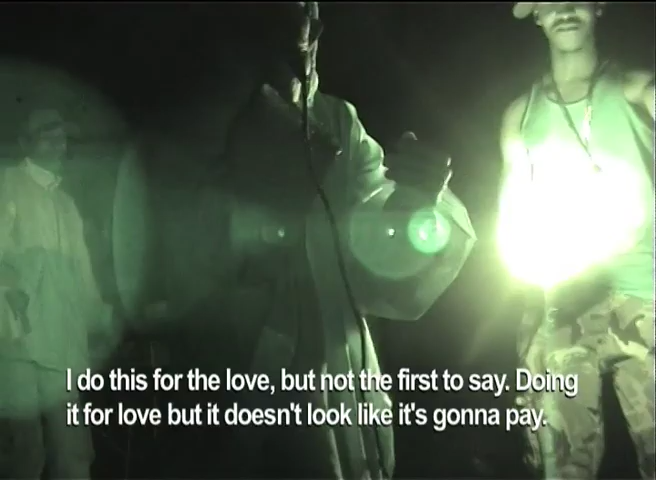 I do this for the love, but not the first to say. Doing
it for love but it doesn't look like it's gonna pay.